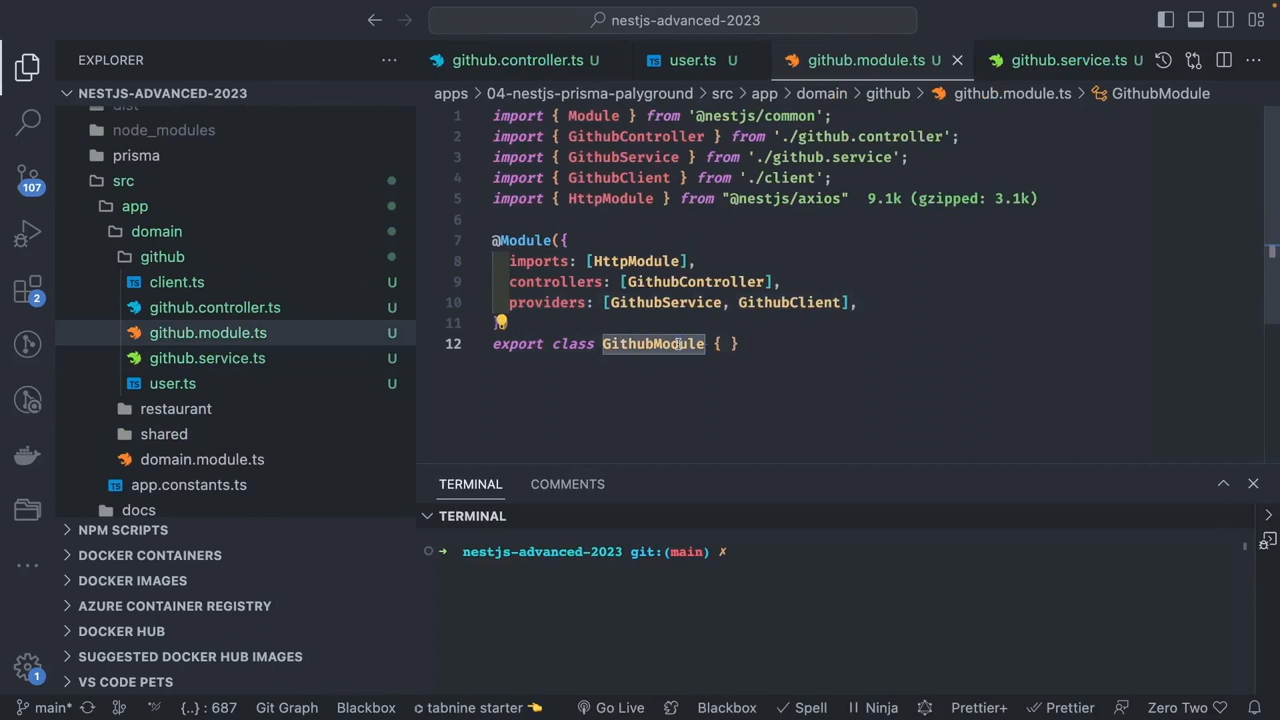 nestjs-advanced-2023
EXPLORER
github.controller.ts U
user.ts U
github.module.ts U
github.service.ts U
NESTJS-ADVANCED-2023
apps > 04-nestjs-prisma-palyground > src > app > domain > github > github.module.ts > GithubModule
dist
node_modules
prisma
src
app
domain
github
client.ts U
github.controller.ts U
github.module.ts U
github.service.ts U
user.ts U
restaurant
shared
domain.module.ts
app.constants.ts
docs
NPM SCRIPTS
DOCKER CONTAINERS
DOCKER IMAGES
AZURE CONTAINER REGISTRY
DOCKER HUB
SUGGESTED DOCKER HUB IMAGES
VS CODE PETS
107
2
1
1 import { Module } from '@nestjs/common';
2 import { GithubController } from './github.controller';
3 import { GithubService } from './github.service';
4 import { GithubClient } from './client';
5 import { HttpModule } from "@nestjs/axios" 9.1k (gzipped: 3.1k)
6
7 @Module({
8 imports: [HttpModule],
9 controllers: [GithubController],
10 providers: [GithubService, GithubClient],
11 })
12 export class GithubModule { }
TERMINAL COMMENTS
TERMINAL
➜ nestjs-advanced-2023 git:(main) ✗
main* {..} : 687 Git Graph Blackbox tabnine starter Go Live Blackbox Spell Ninja Prettier+ Prettier Zero Two